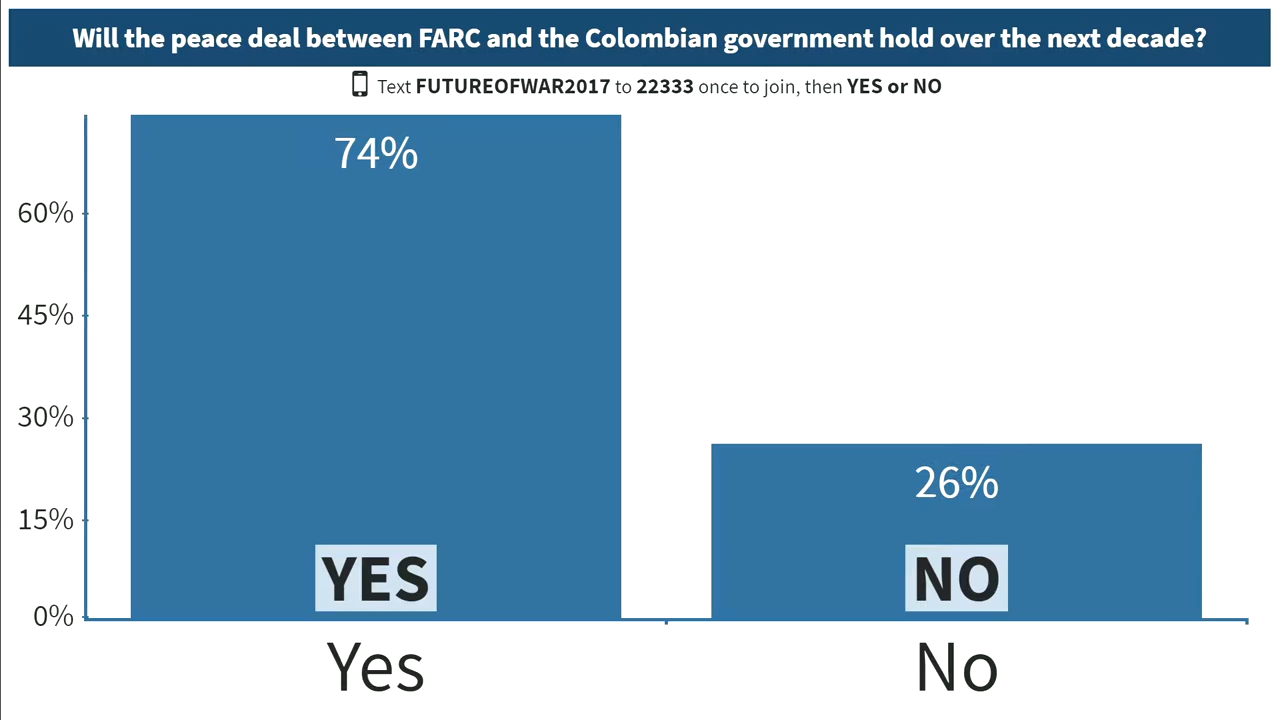 Will the peace deal between FARC and the Colombian government hold over the next decade?
Text FUTUREOFWAR2017 to 22333 once to join, then YES or NO
74%
60%
45%
30%
26%
15%
YES
NO
0%
Yes
No